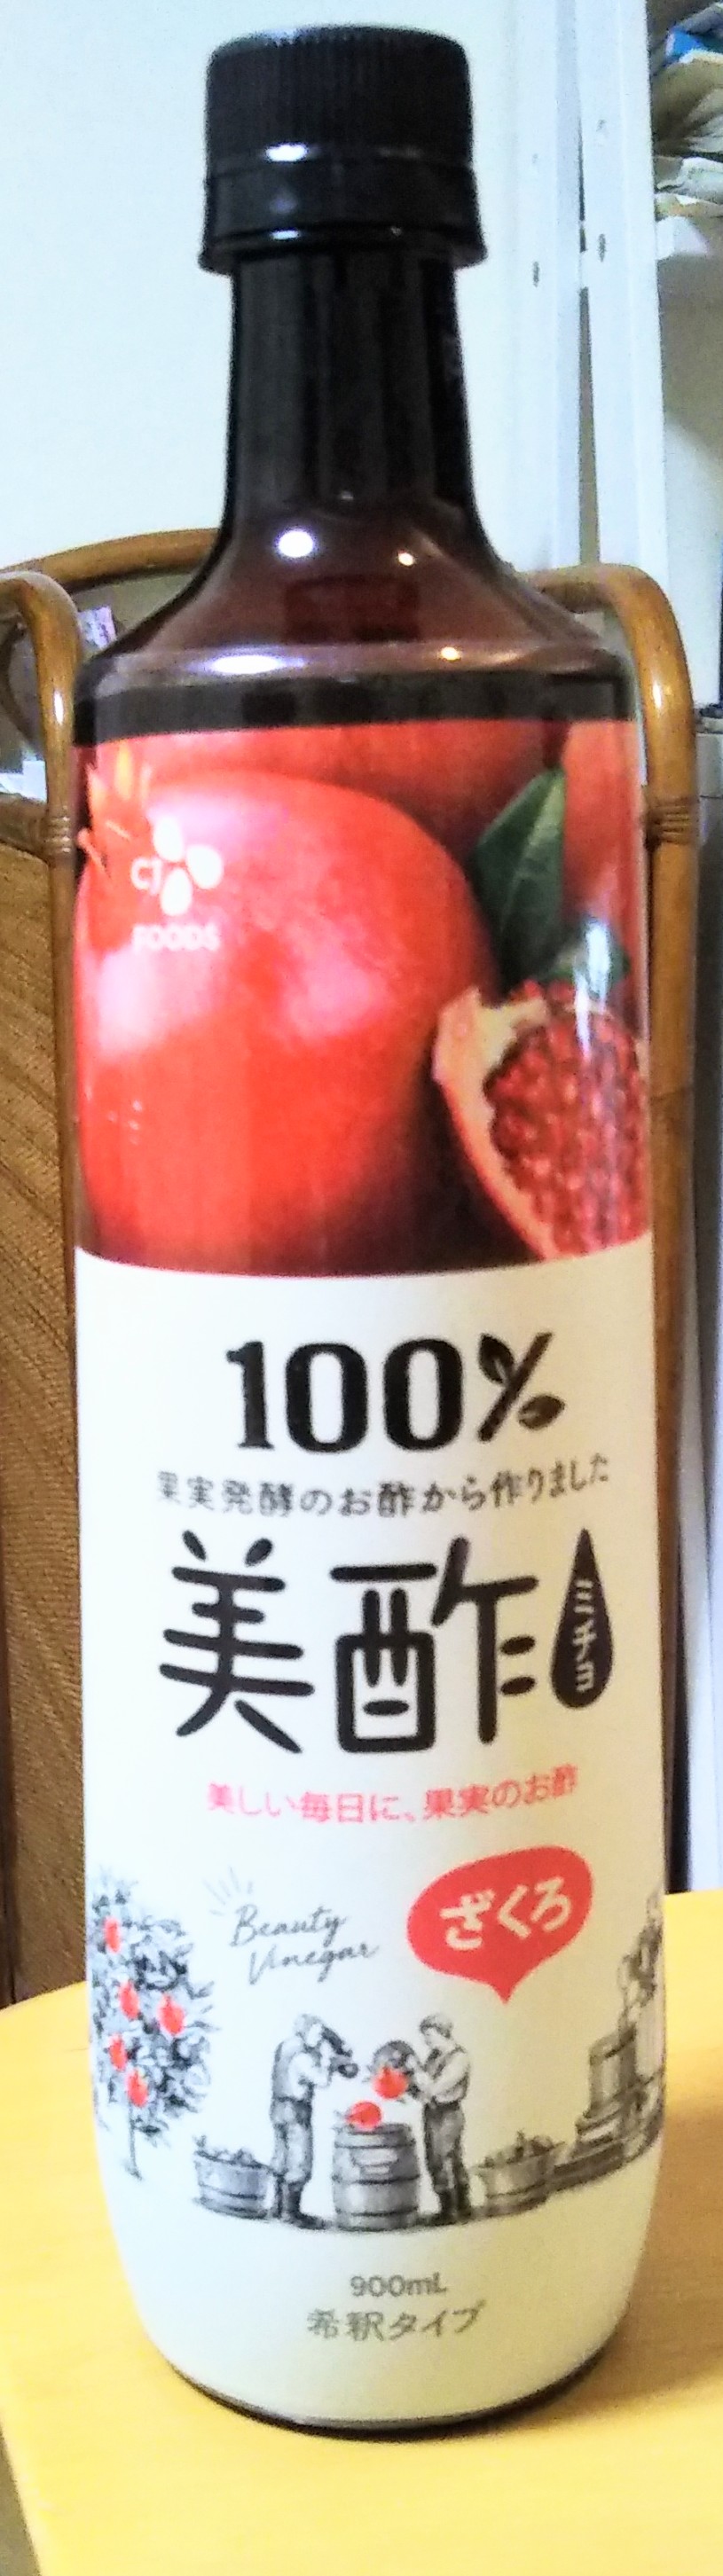 CJ
FOODS
100%
果実発酵のお酢から作りました
美酢
ミチョ
美しい毎日に、果実のお酢
Beauty
Vinegar
ざくろ
900mL
希釈タイプ